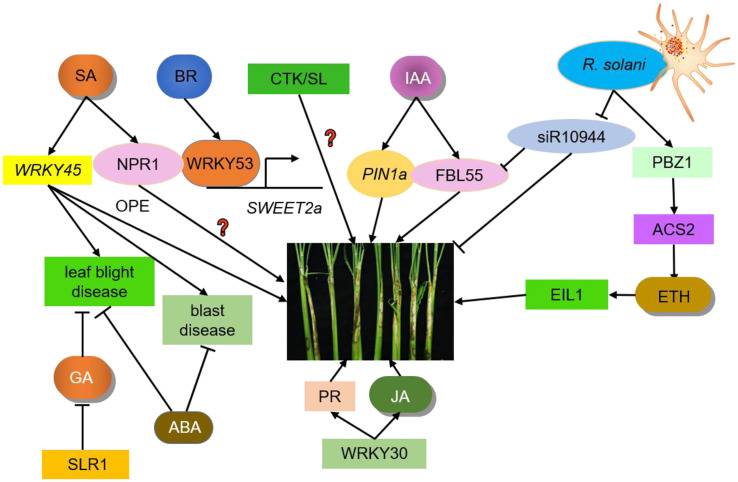 SA
BR
CTK/SL
IAA
R. solani
?
siR10944
WRKY45
NPR1
WRKY53
PIN1a
FBL55
PBZ1
OPE
?
SWEET2a
ACS2
leaf blight
disease
blast
disease
EIL1
ETH
GA
PR
JA
ABA
WRKY30
SLR1